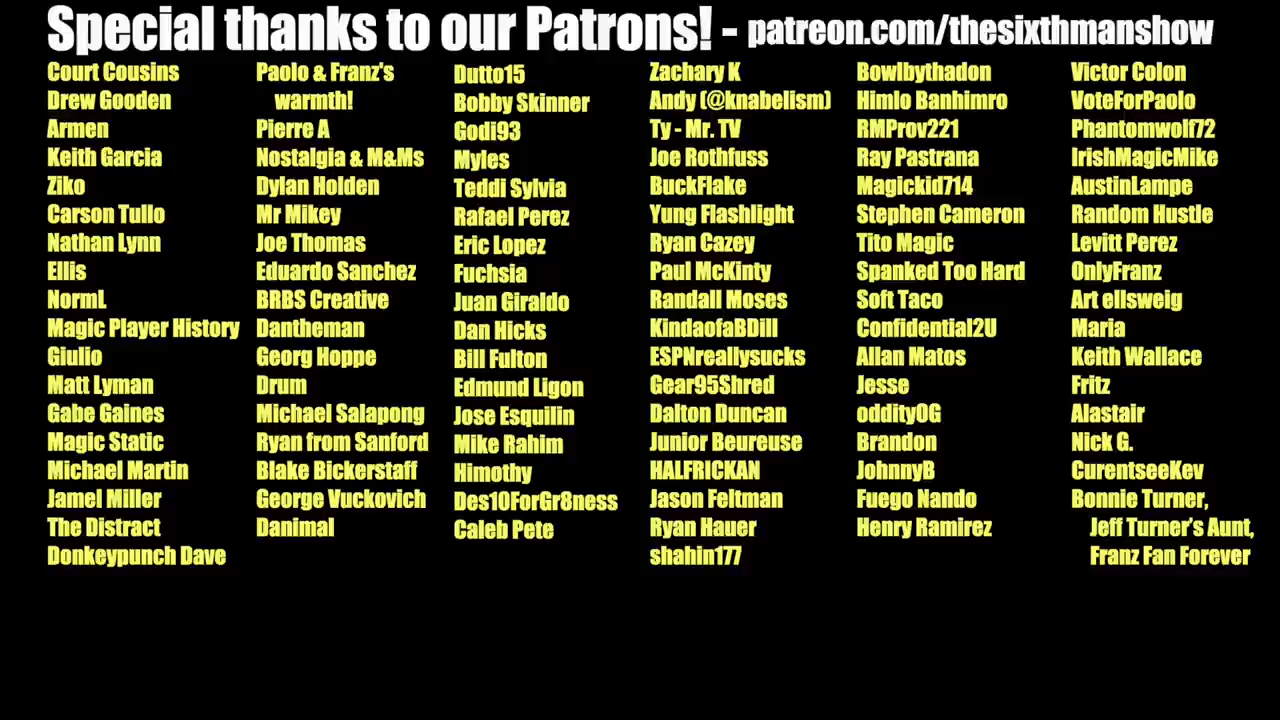 Special thanks to our Patrons! - patreon.com/thesixthmanshow
Court Cousins
Drew Gooden
Armen
Keith Garcia
Ziko
Carson Tullo
Nathan Lynn
Ellis
NormL
Magic Player History
Giulio
Matt Lyman
Gabe Gaines
Magic Static
Michael Martin
Jamel Miller
The Distract
Donkeypunch Dave
Paolo & Franz's
warmth!
Pierre A
Nostalgia & M&Ms
Dylan Holden
Mr Mikey
Joe Thomas
Eduardo Sanchez
BRBS Creative
Dantheman
Georg Hoppe
Drum
Michael Salapong
Ryan from Sanford
Blake Bickerstaff
George Vuckovich
Danimal
Dutto15
Bobby Skinner
Godi93
Myles
Teddi Sylvia
Rafael Perez
Eric Lopez
Fuchsia
Juan Giraldo
Dan Hicks
Bill Fulton
Edmund Ligon
Jose Esquilin
Mike Rahim
Himothy
Des10ForGr8ness
Caleb Pete
Zachary K
Andy (@knabelism)
Ty - Mr. TV
Joe Rothfuss
BuckFlake
Yung Flashlight
Ryan Cazey
Paul McKinty
Randall Moses
KindaofaBDill
ESPNreallysucks
Gear95Shred
Dalton Duncan
Junior Beureuse
HALFRICKAN
Jason Feltman
Ryan Hauer
shahin177
Bowlbythadon
Himlo Banhimro
RMProv221
Ray Pastrana
Magickid714
Stephen Cameron
Tito Magic
Spanked Too Hard
Soft Taco
Confidential2U
Allan Matos
Jesse
oddityOG
Brandon
JohnnyB
Fuego Nando
Henry Ramirez
Victor Colon
VoteForPaolo
Phantomwolf72
IrishMagicMike
AustinLampe
Random Hustle
Levitt Perez
OnlyFranz
Art ellsweig
Maria
Keith Wallace
Fritz
Alastair
Nick G.
CurentseeKev
Bonnie Turner,
Jeff Turner's Aunt,
Franz Fan Forever